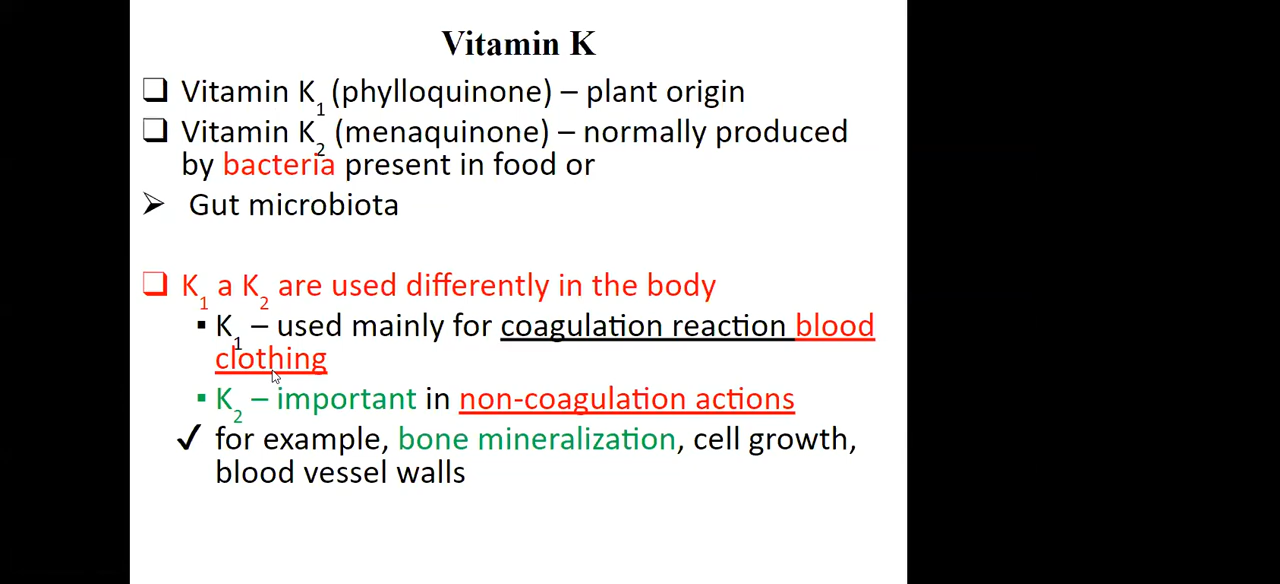 Vitamin K
❑ Vitamin K₁ (phylloquinone) – plant origin
❑ Vitamin K₂ (menaquinone) – normally produced
by bacteria present in food or
➢ Gut microbiota
❑ K₁ a K₂ are used differently in the body
▪ K₁ – used mainly for coagulation reaction blood
clothing
▪ K₂ – important in non-coagulation actions
✓ for example, bone mineralization, cell growth,
blood vessel walls